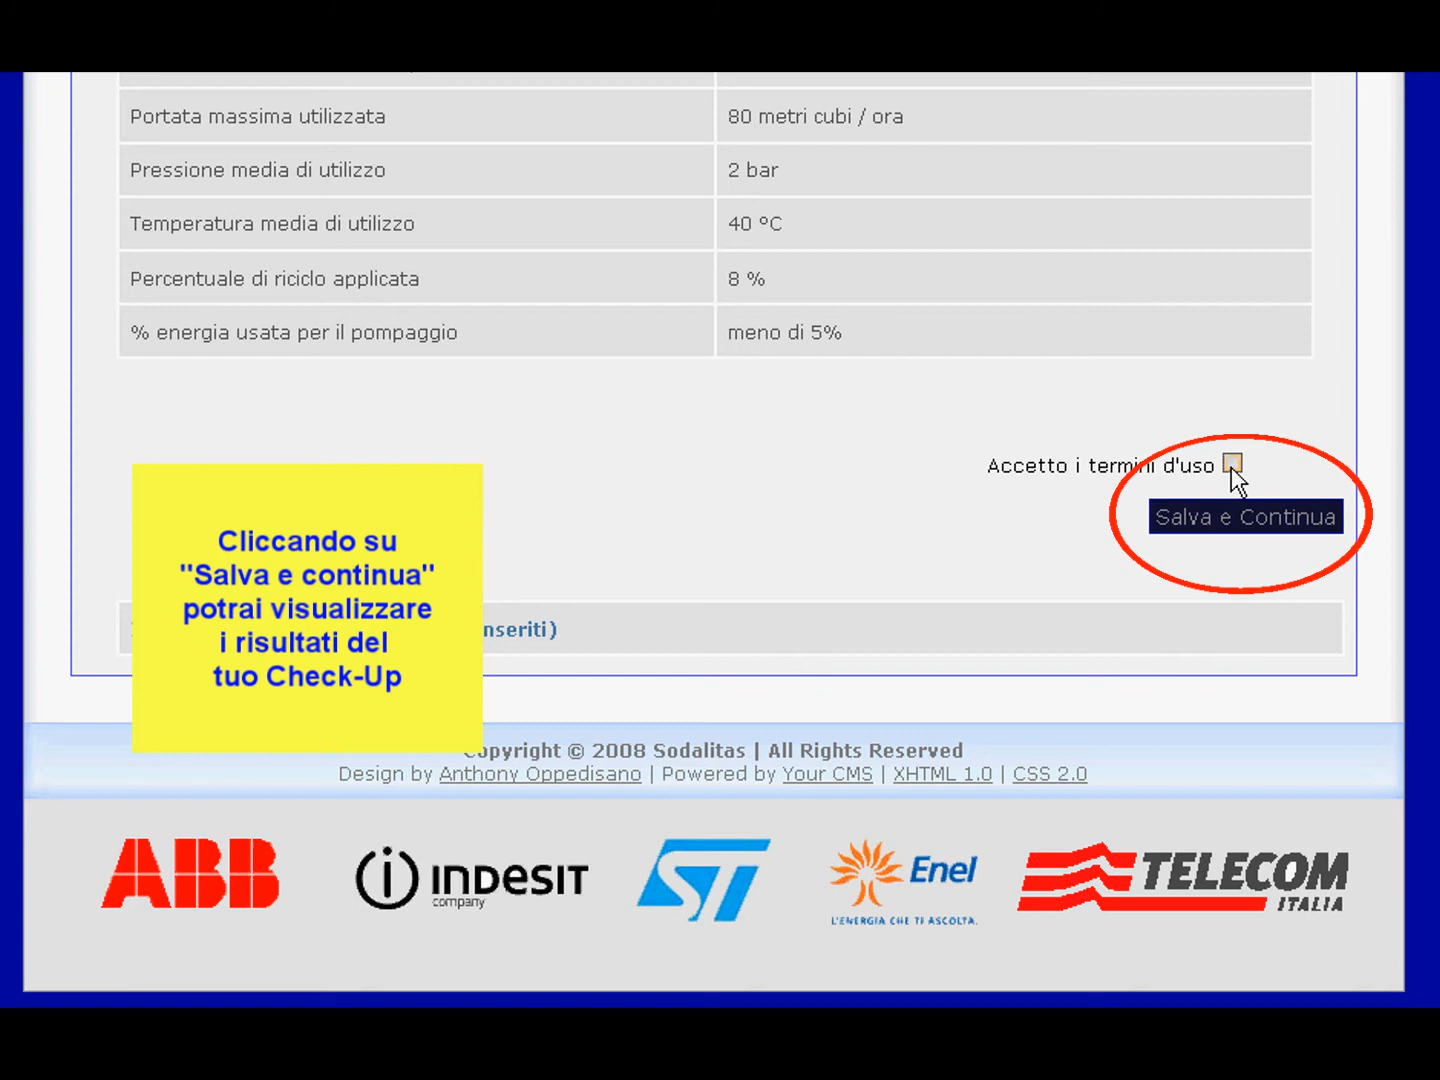 Portata massima utilizzata 80 metri cubi / ora
Pressione media di utilizzo 2 bar
Temperatura media di utilizzo 40 ºC
Percentuale di riciclo applicata 8 %
% energia usata per il pompaggio meno di 5%
Accetto i termini d'uso
Salva e Continua
Cliccando su
"Salva e continua"
potrai visualizzare
i risultati del
tuo Check-Up
nseriti)
Copyright © 2008 Sodalitas | All Rights Reserved
Design by Anthony Oppedisano | Powered by Your CMS | XHTML 1.0 | CSS 2.0
ABB
INDESIT
company
ST
Enel
L'ENERGIA CHE TI ASCOLTA.
TELECOM
ITALIA